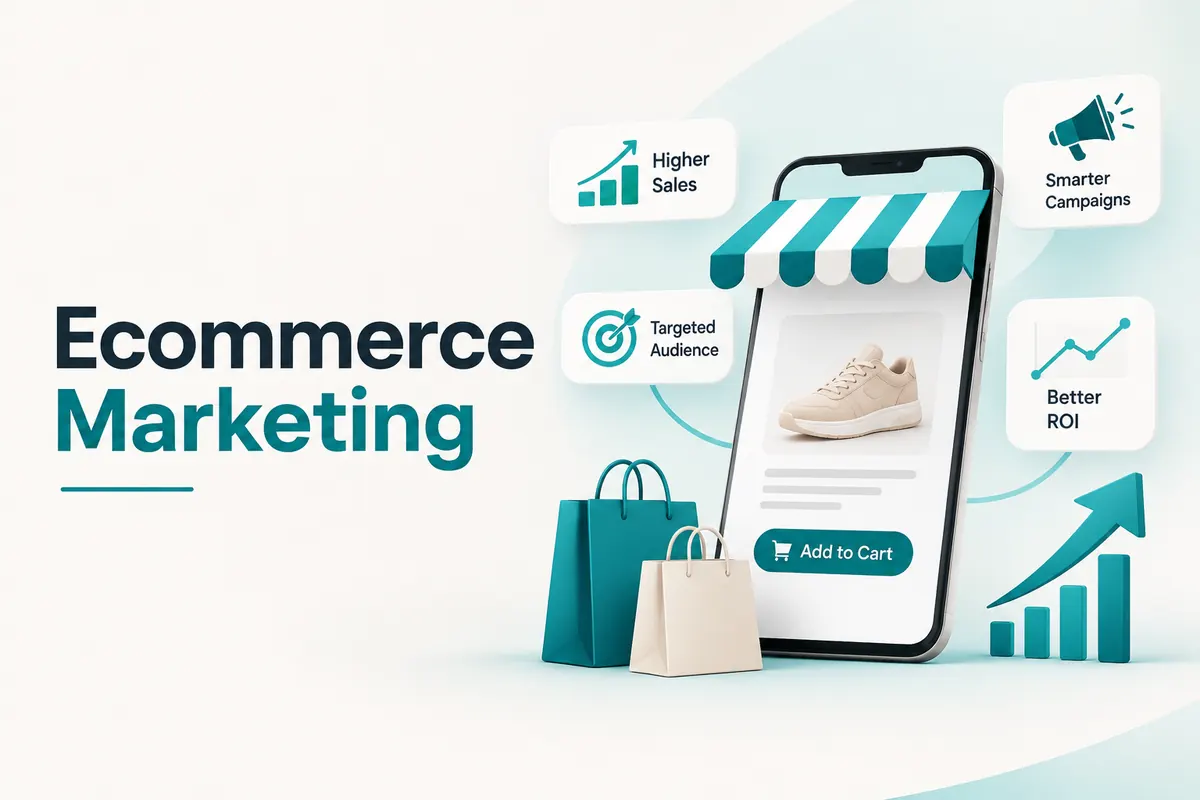 Ecommerce
Marketing
Higher
Sales
Targeted
Audience
Smarter
Campaigns
Better
ROI
Add to Cart